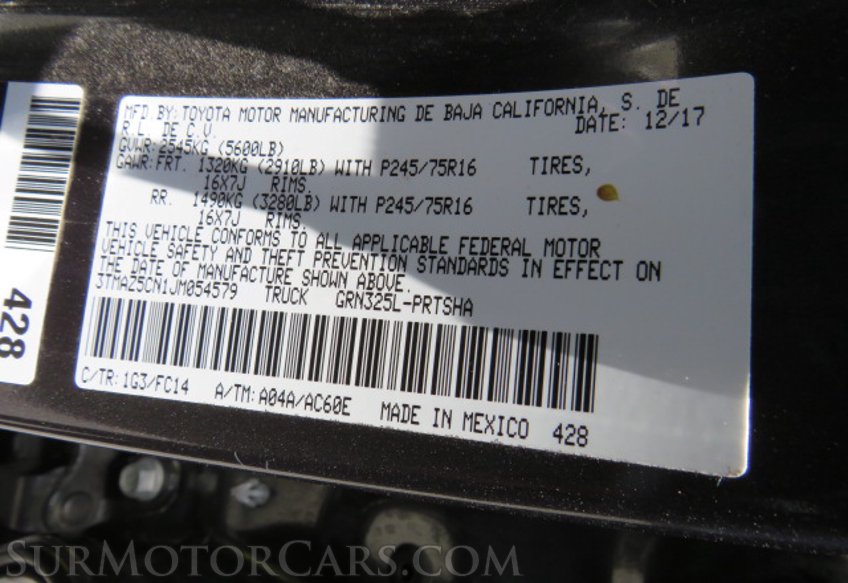 MFD BY: TOYOTA MOTOR MANUFACTURING DE BAJA CALIFORNIA, S. DE
R.L. DE C.V. DATE: 12/17
GVWR: 2545KG (5600LB)
GAWR: FRT. 1320KG (2910LB) WITH P245/75R16 TIRES,
16X7J RIMS.
RR. 1490KG (3280LB) WITH P245/75R16 TIRES,
16X7J RIMS.
THIS VEHICLE CONFORMS TO ALL APPLICABLE FEDERAL MOTOR
VEHICLE SAFETY AND THEFT PREVENTION STANDARDS IN EFFECT ON
THE DATE OF MANUFACTURE SHOWN ABOVE.
3TMAZ5CN1JM054579 TRUCK GRN325L-PRTSHA
C/TR: 1G3/FC14 A/TM: A04A/AC60E MADE IN MEXICO 428
428
SURMOTORCARS.COM